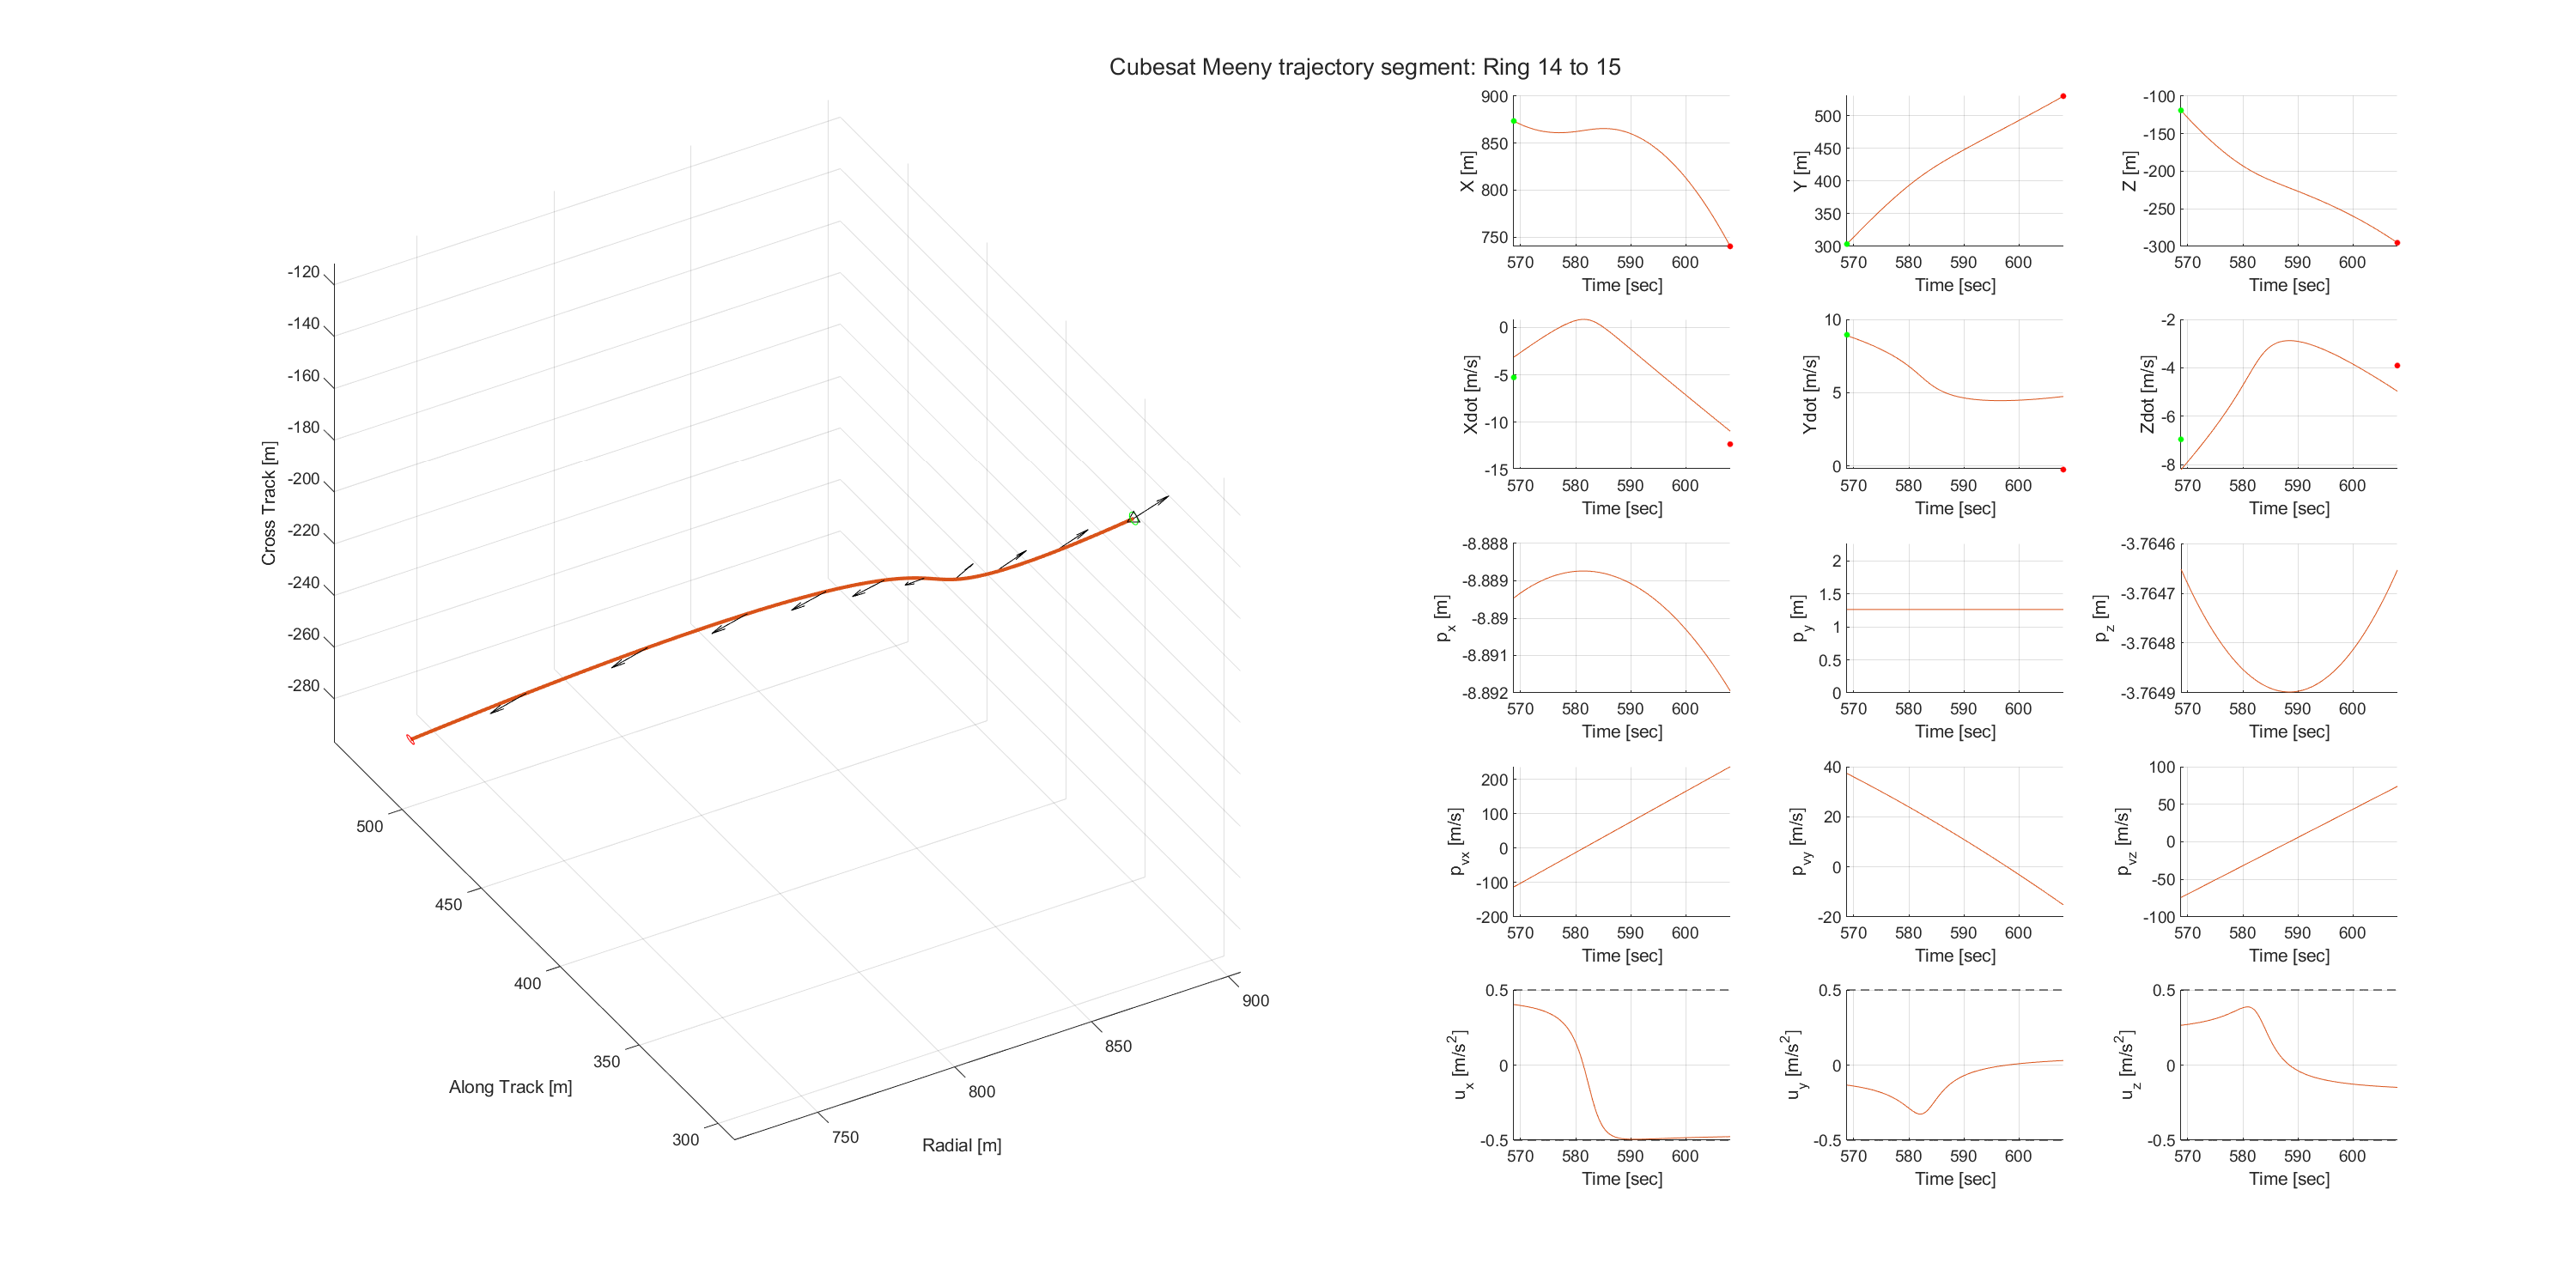 Cubesat Meeny trajectory segment: Ring 14 to 15
-120
-140
-160
-180
-200
-220
-240
-260
-280
Cross Track [m]
500
450
400
350
300
Along Track [m]
750
800
850
900
Radial [m]
900
850
800
750
X [m]
570 580 590 600
Time [sec]
500
450
400
350
300
Y [m]
570 580 590 600
Time [sec]
-100
-150
-200
-250
-300
Z [m]
570 580 590 600
Time [sec]
0
-5
-10
-15
Xdot [m/s]
570 580 590 600
Time [sec]
10
5
0
Ydot [m/s]
570 580 590 600
Time [sec]
-2
-4
-6
-8
Zdot [m/s]
570 580 590 600
Time [sec]
-8.888
-8.889
-8.89
-8.891
-8.892
p_x [m]
570 580 590 600
Time [sec]
2
1.5
1
0.5
0
p_y [m]
570 580 590 600
Time [sec]
-3.7646
-3.7647
-3.7648
-3.7649
p_z [m]
570 580 590 600
Time [sec]
200
100
0
-100
-200
p_vx [m/s]
570 580 590 600
Time [sec]
40
20
0
-20
p_vy [m/s]
570 580 590 600
Time [sec]
100
50
0
-50
-100
p_vz [m/s]
570 580 590 600
Time [sec]
0.5
0
-0.5
u_x [m/s²]
570 580 590 600
Time [sec]
0.5
0
-0.5
u_y [m/s²]
570 580 590 600
Time [sec]
0.5
0
-0.5
u_z [m/s²]
570 580 590 600
Time [sec]